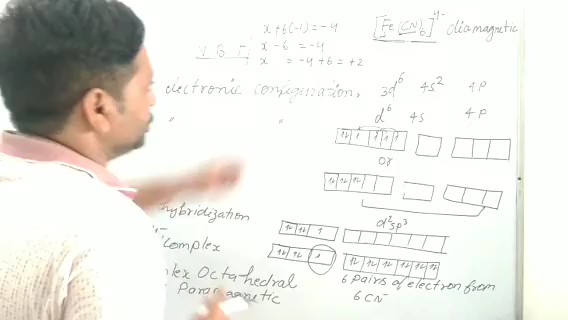 x + 6(-1) = -4
[Fe(CN)6]4- diamagnetic
V B T
x - 6 = -4
x = -4+6 = +2
electronic configuration, 3d6 4s2 4P
" " d6 4s 4P
or
hybridization
d2sp3
complex
Octahedral
Paramagnetic
6 pairs of electron from
6 CN-